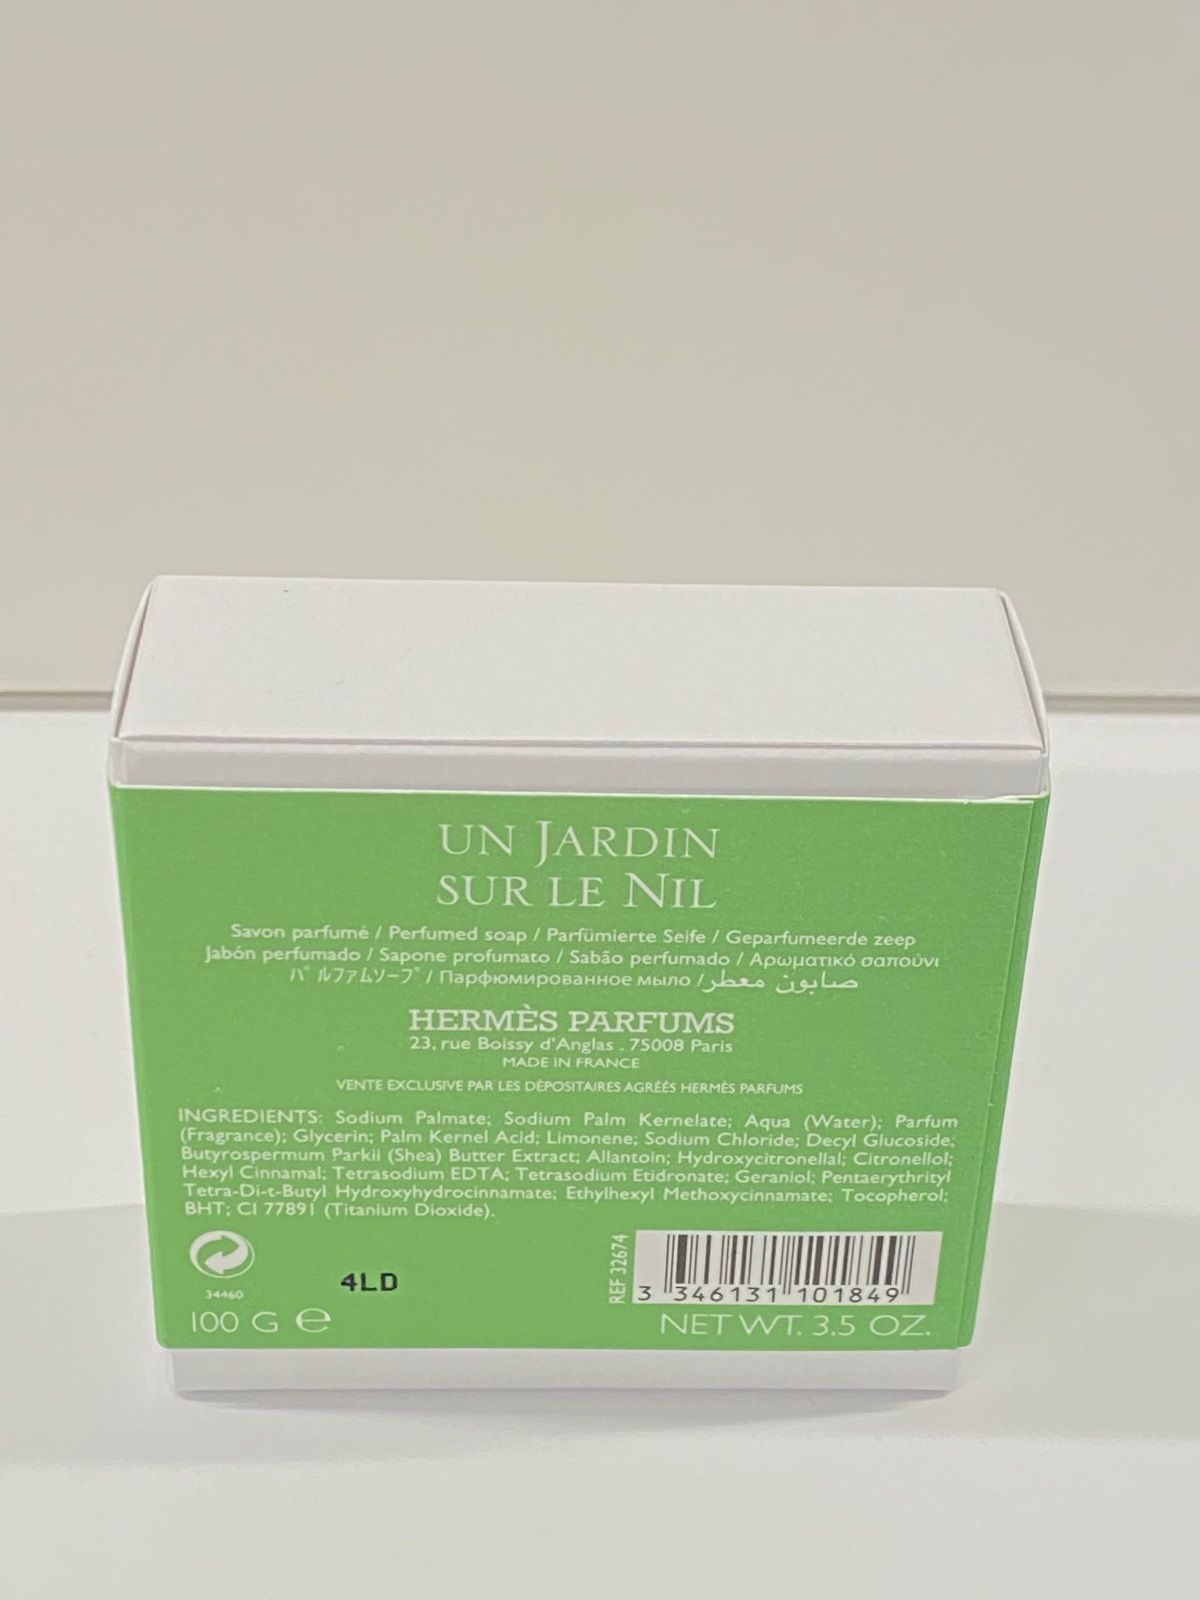 UN JARDIN
SUR LE NIL
Savon parfumé / Perfumed soap / Parfümierte Seife / Geparfumeerde zeep
Jabón perfumado / Sapone profumato / Sabão perfumado / Αρωματικό σαπούνι
パルファムソープ / Парфюмированное мыло / صابون معطر
HERMÈS PARFUMS
23, rue Boissy d'Anglas . 75008 Paris
MADE IN FRANCE
VENTE EXCLUSIVE PAR LES DÉPOSITAIRES AGRÉÉS HERMÈS PARFUMS
INGREDIENTS: Sodium Palmate; Sodium Palm Kernelate; Aqua (Water); Parfum
(Fragrance); Glycerin; Palm Kernel Acid; Limonene; Sodium Chloride; Decyl Glucoside;
Butyrospermum Parkii (Shea) Butter Extract; Allantoin; Hydroxycitronellal; Citronellol;
Hexyl Cinnamal; Tetrasodium EDTA; Tetrasodium Etidronate; Geraniol; Pentaerythrityl
Tetra-Di-t-Butyl Hydroxyhydrocinnamate; Ethylhexyl Methoxycinnamate; Tocopherol;
BHT; CI 77891 (Titanium Dioxide).
34460
4LD
REF 32674
3 346131 101849
100 G e
NET WT. 3.5 OZ.